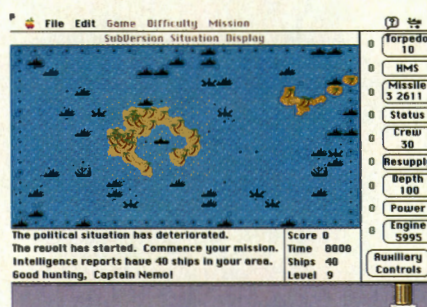 File Edit Game Difficulty Mission
SubVersion Situation Display
Torpedo
0 10
0 HMS
Missile
0 3 2611
0 Status
Crew
0 30
0 Resupply
Depth
0 100
0 Power
Engine
0 5995
Auxiliary
Controls
The political situation has deteriorated.
The revolt has started. Commence your mission.
Intelligence reports have 40 ships in your area.
Good hunting, Captain Nemo!
Score 0
Time 0000
Ships 40
Level 9